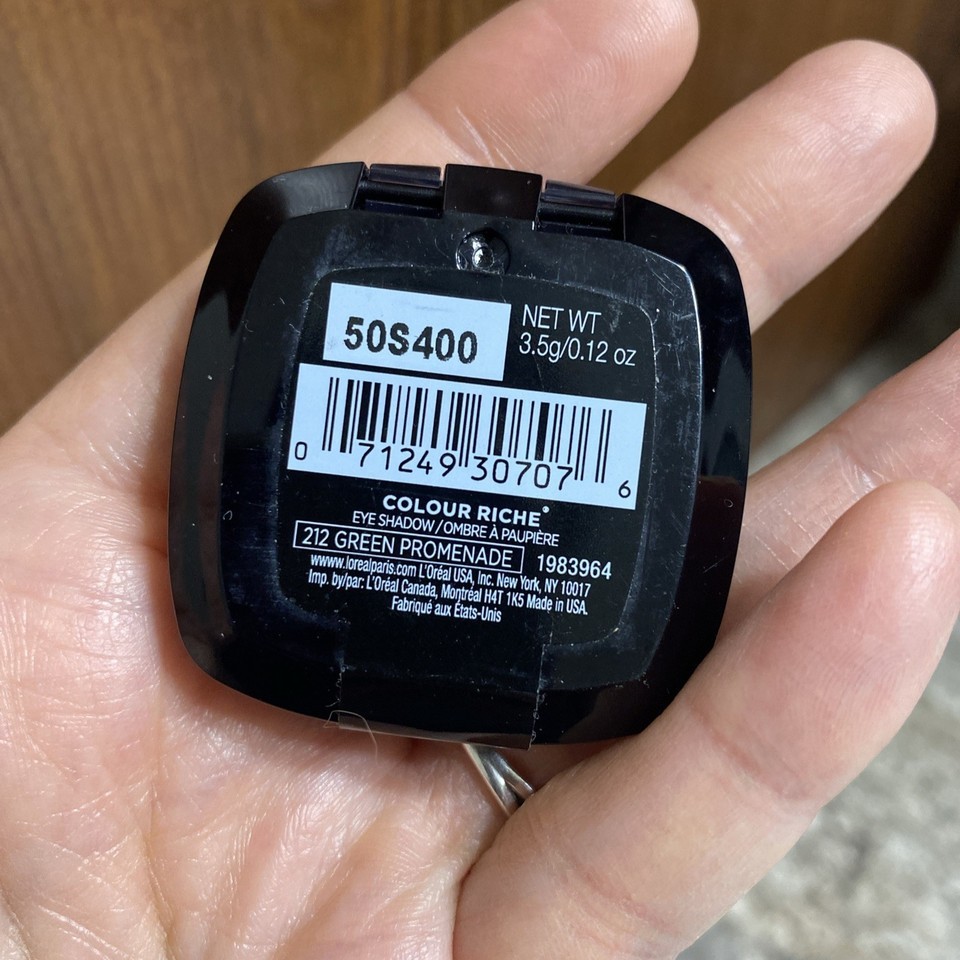 50S400
NET WT
3.5g/0.12 oz
0 71249 30707 6
COLOUR RICHE®
EYE SHADOW/OMBRE À PAUPIÈRE
212 GREEN PROMENADE 1983964
www.lorealparis.com L'Oréal USA, Inc. New York, NY 10017
Imp. by/par: L'Oréal Canada, Montréal H4T 1K5 Made in USA.
Fabriqué aux États-Unis